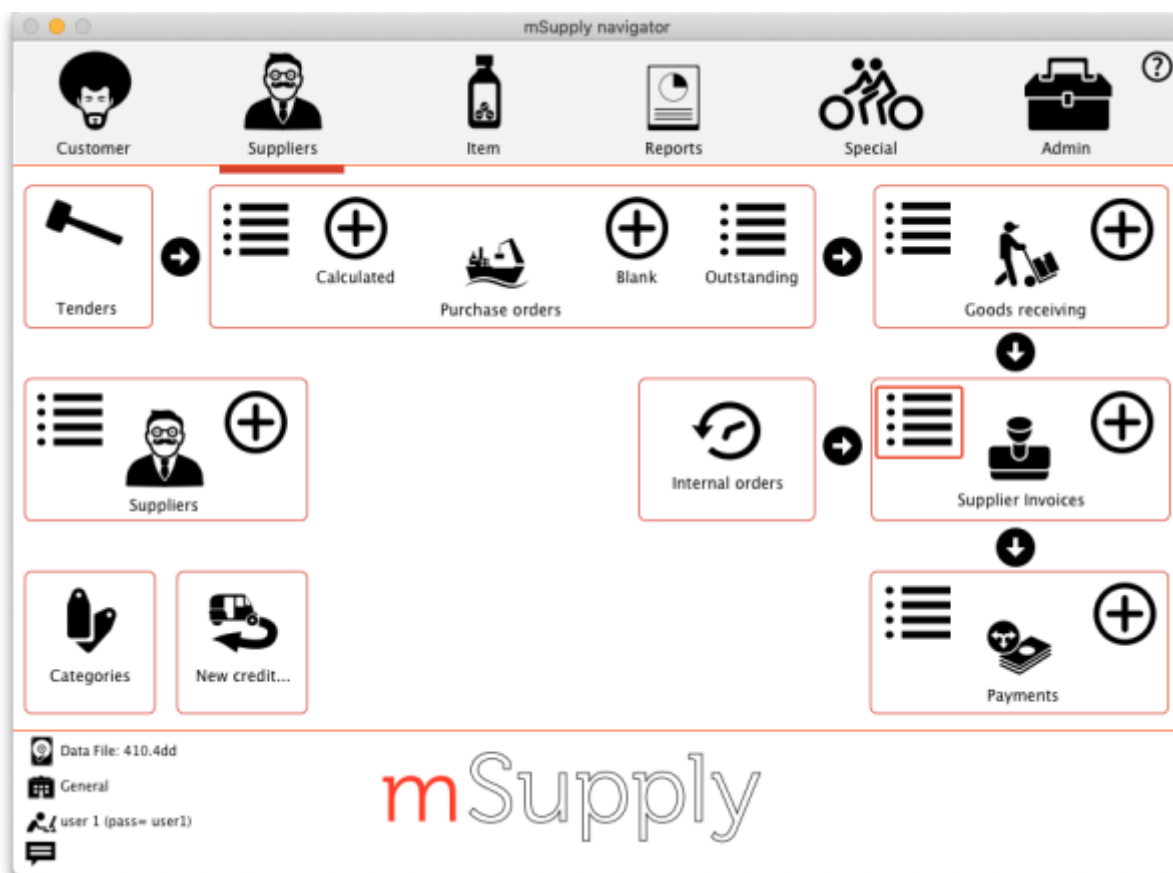 mSupply navigator
?
Customer
Suppliers
Item
Reports
Special
Admin
Tenders
Calculated
Blank
Outstanding
Purchase orders
Goods receiving
Suppliers
Internal orders
Supplier Invoices
Categories
New credit...
Payments
Data File: 410.4dd
General
user 1 (pass= user1)
mSupply